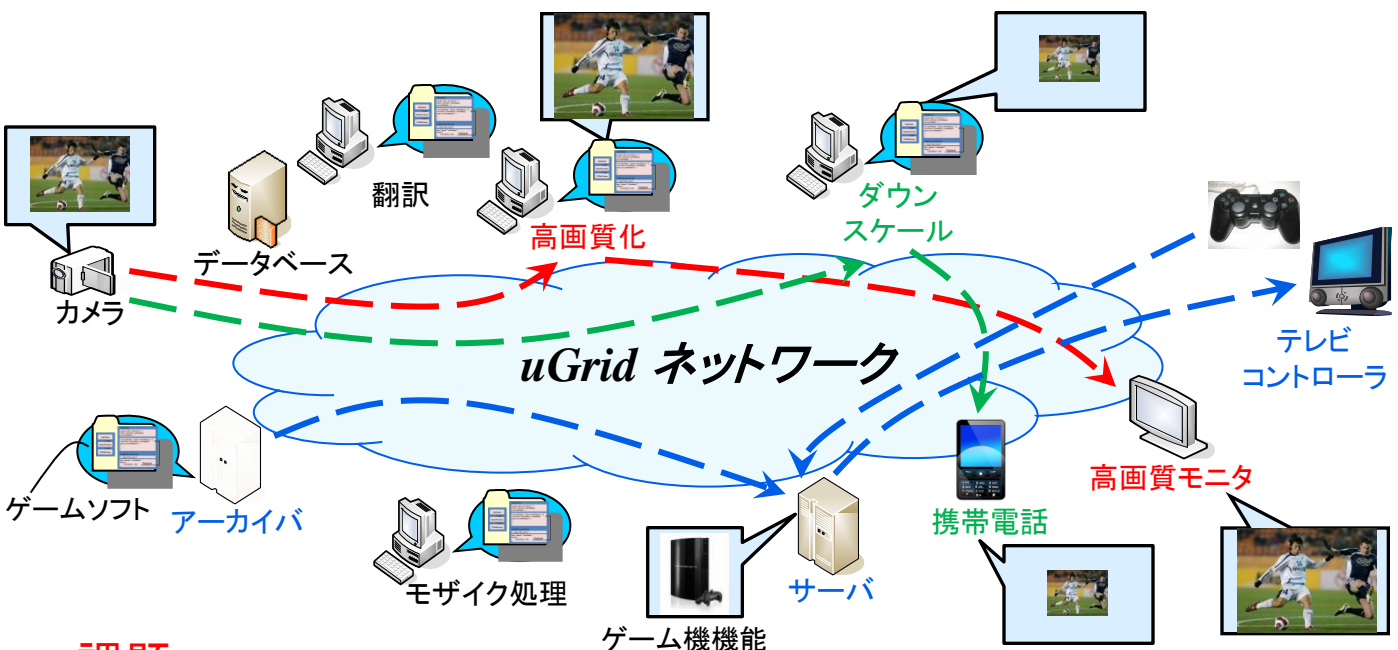 翻訳
高画質化
ダウン
スケール
データベース
カメラ
uGrid ネットワーク
テレビ
コントローラ
高画質モニタ
ゲームソフト
アーカイバ
携帯電話
モザイク処理
サーバ
ゲーム機機能